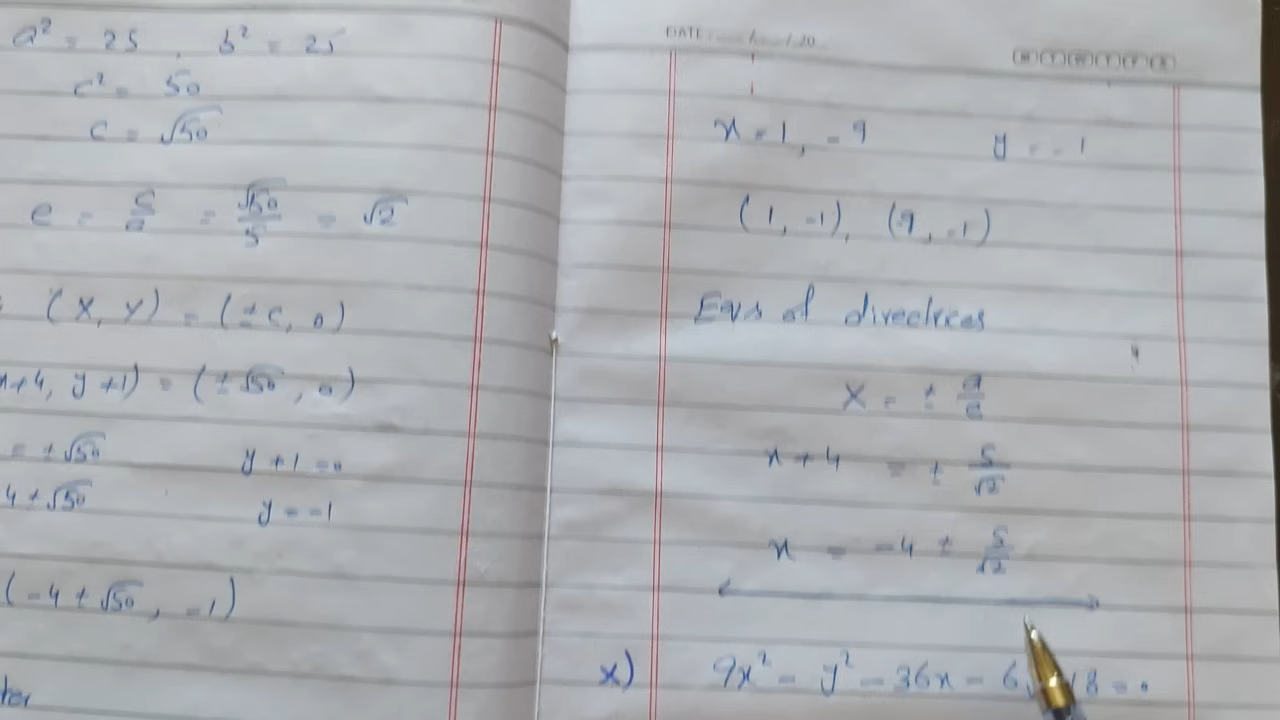 a² = 25 , b² = 25
c² = 50
c = √50
e = c/a = √50/5 = √2
(X, Y) = (±c, 0)
x+4, y+1) = (±√50, 0)
= ±√50 y+1=0
4 ±√50 y = -1
(-4 ± √50, -1)
DATE
x = 1, -9 y = -1
(1, -1), (9, -1)
Eqs of directrices
X = ± a/e
x + 4 = ± 5/√2
x = -4 ± 5/√2
x) 9x² - y² - 36x - 6 18 = 0